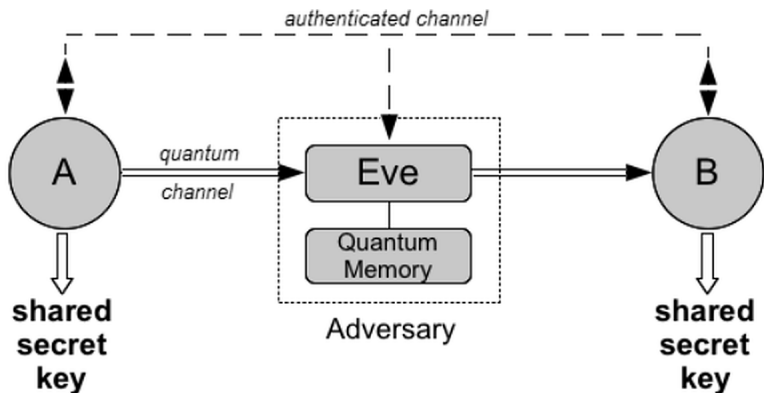 authenticated channel
A
quantum
channel
Eve
Quantum
Memory
Adversary
B
shared
secret
key
shared
secret
key